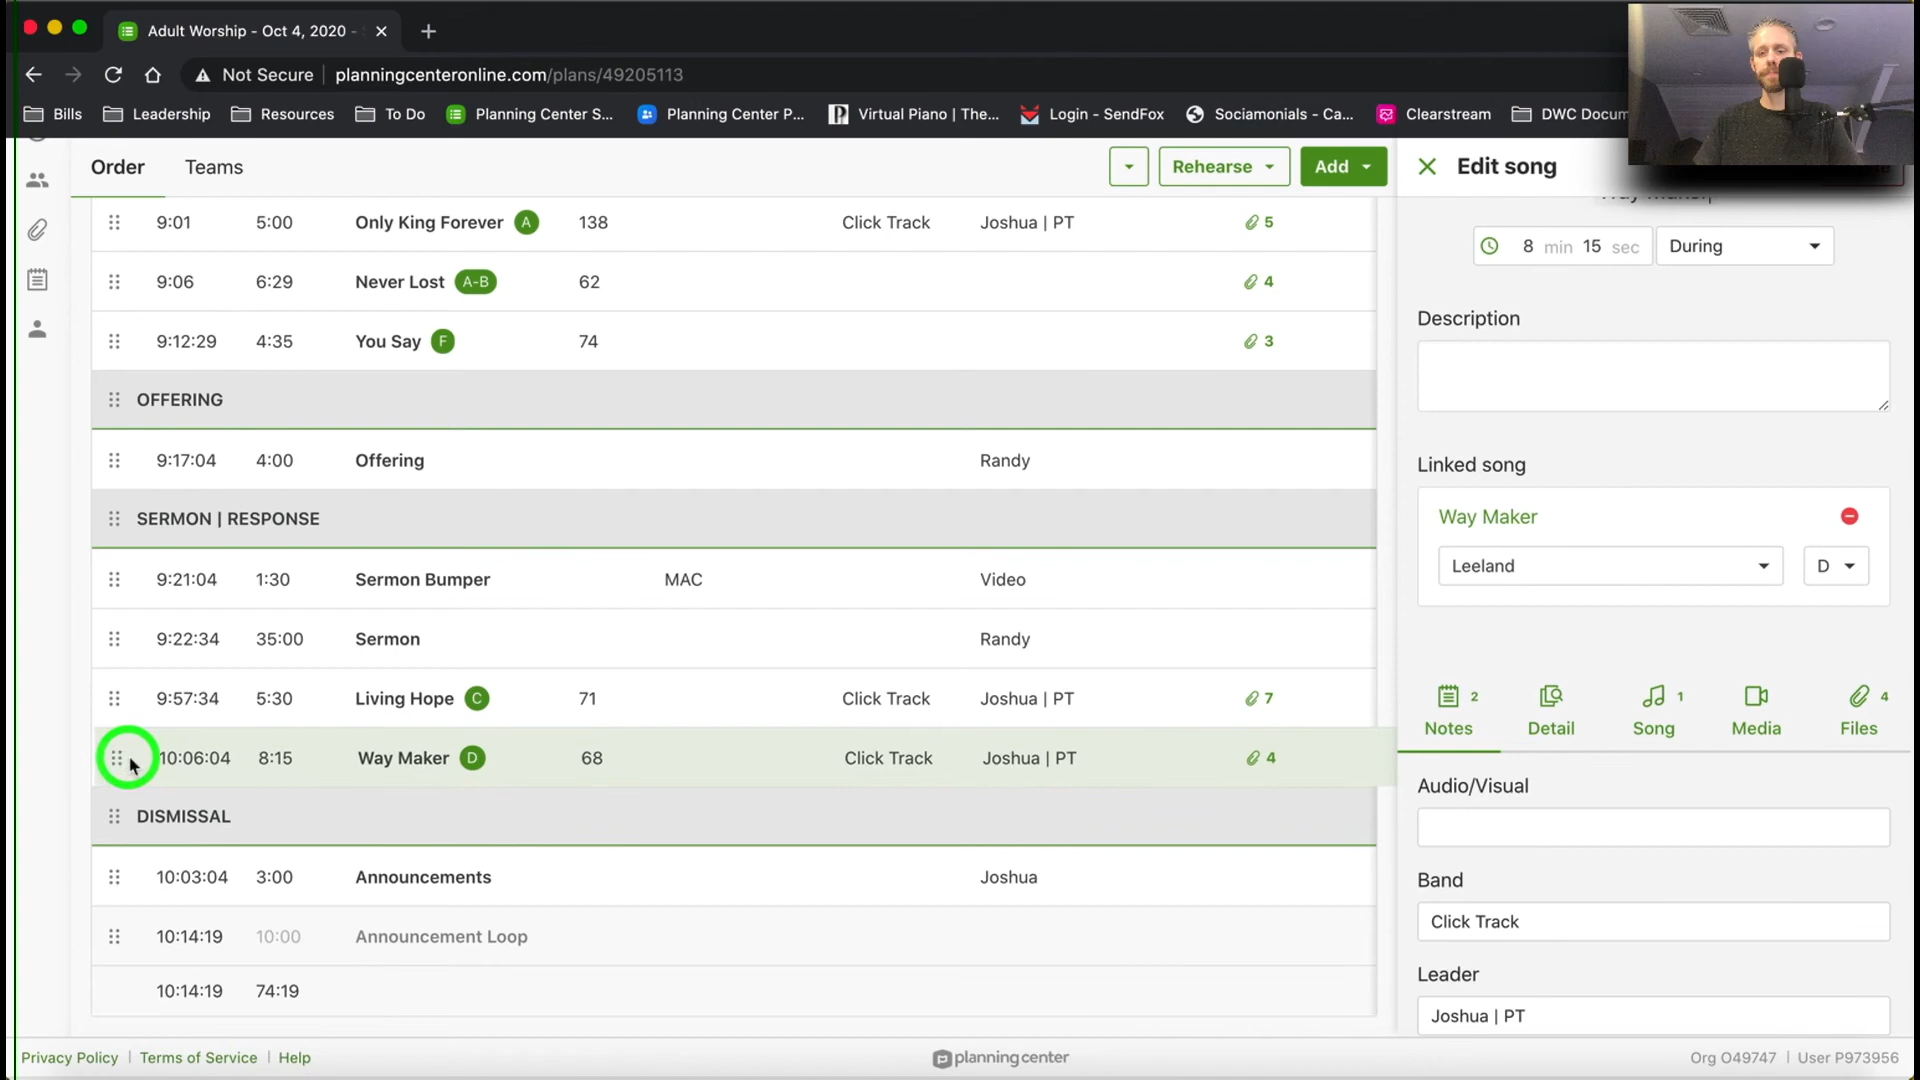 Adult Worship - Oct 4, 2020 -
Not Secure planningcenteronline.com/plans/49205113
Bills Leadership Resources To Do Planning Center S... Planning Center P... Virtual Piano | The... Login - SendFox Sociamonials - Ca... Clearstream DWC Docum
Order Teams Rehearse Add
9:01 5:00 Only King Forever A 138 Click Track Joshua | PT 5
9:06 6:29 Never Lost A-B 62 4
9:12:29 4:35 You Say F 74 3
OFFERING
9:17:04 4:00 Offering Randy
SERMON | RESPONSE
9:21:04 1:30 Sermon Bumper MAC Video
9:22:34 35:00 Sermon Randy
9:57:34 5:30 Living Hope C 71 Click Track Joshua | PT 7
10:06:04 8:15 Way Maker D 68 Click Track Joshua | PT 4
DISMISSAL
10:03:04 3:00 Announcements Joshua
10:14:19 10:00 Announcement Loop
10:14:19 74:19
Edit song
Way Maker
8 min 15 sec During
Description
Linked song
Way Maker
Leeland D
2 1 4
Notes Detail Song Media Files
Audio/Visual
Band
Click Track
Leader
Joshua | PT
Privacy Policy | Terms of Service | Help planning center Org O49747 | User P973956